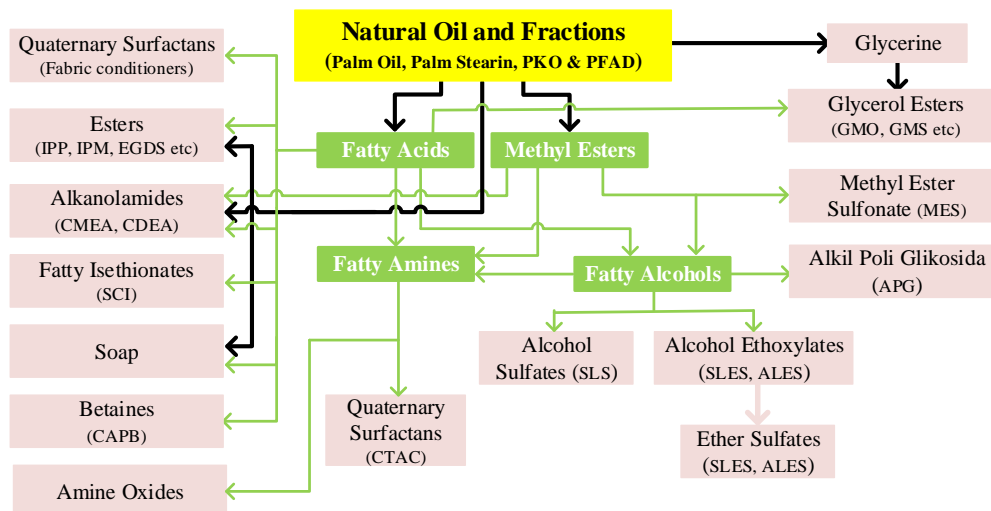 Natural Oil and Fractions
(Palm Oil, Palm Stearin, PKO & PFAD)
Quaternary Surfactans
(Fabric conditioners)
Esters
(IPP, IPM, EGDS etc)
Alkanolamides
(CMEA, CDEA)
Fatty Isethionates
(SCI)
Soap
Betaines
(CAPB)
Amine Oxides
Fatty Acids
Methyl Esters
Fatty Amines
Fatty Alcohols
Quaternary
Surfactans
(CTAC)
Alcohol
Sulfates (SLS)
Alcohol Ethoxylates
(SLES, ALES)
Ether Sulfates
(SLES, ALES)
Glycerine
Glycerol Esters
(GMO, GMS etc)
Methyl Ester
Sulfonate (MES)
Alkil Poli Glikosida
(APG)